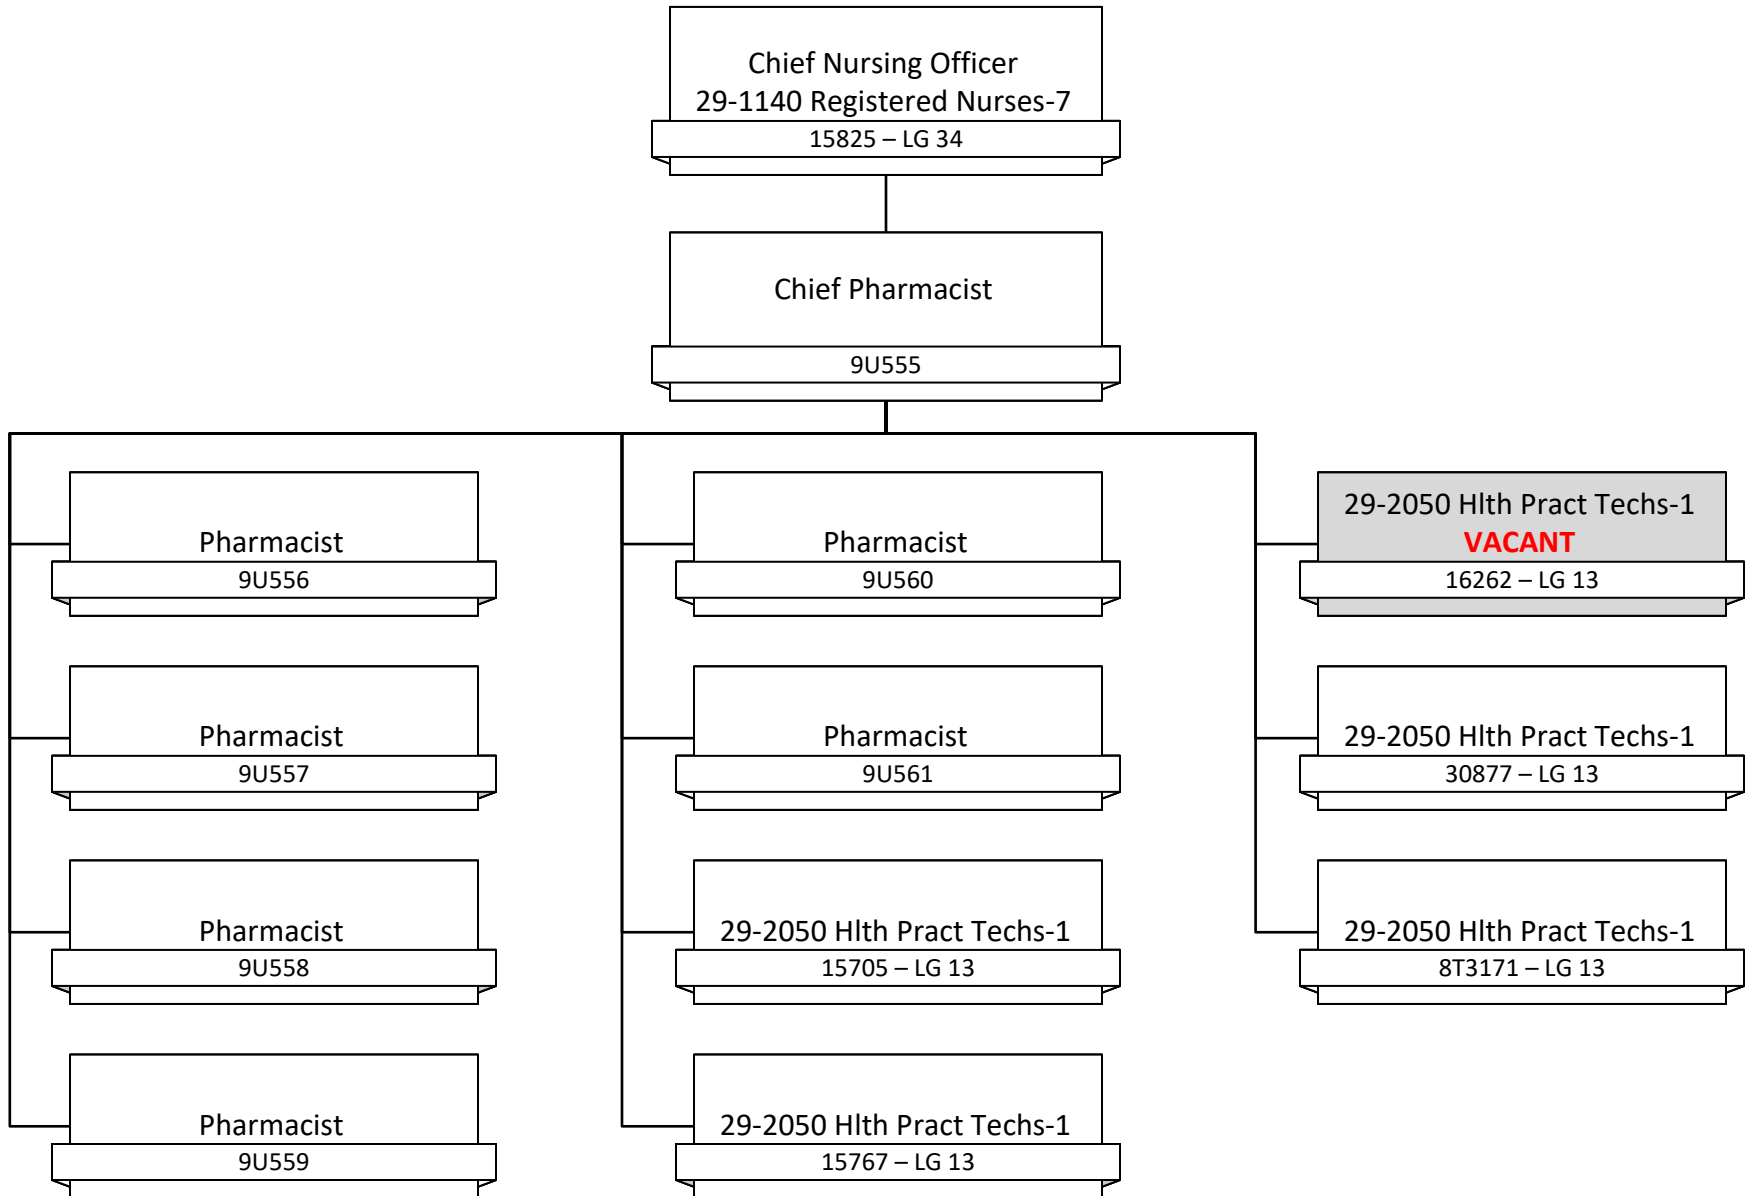 Chief Nursing Officer
29-1140 Registered Nurses-7
15825 – LG 34
Chief Pharmacist
9U555
Pharmacist
9U556
Pharmacist
9U557
Pharmacist
9U558
Pharmacist
9U559
Pharmacist
9U560
Pharmacist
9U561
29-2050 Hlth Pract Techs-1
15705 – LG 13
29-2050 Hlth Pract Techs-1
15767 – LG 13
29-2050 Hlth Pract Techs-1
VACANT
16262 – LG 13
29-2050 Hlth Pract Techs-1
30877 – LG 13
29-2050 Hlth Pract Techs-1
8T3171 – LG 13